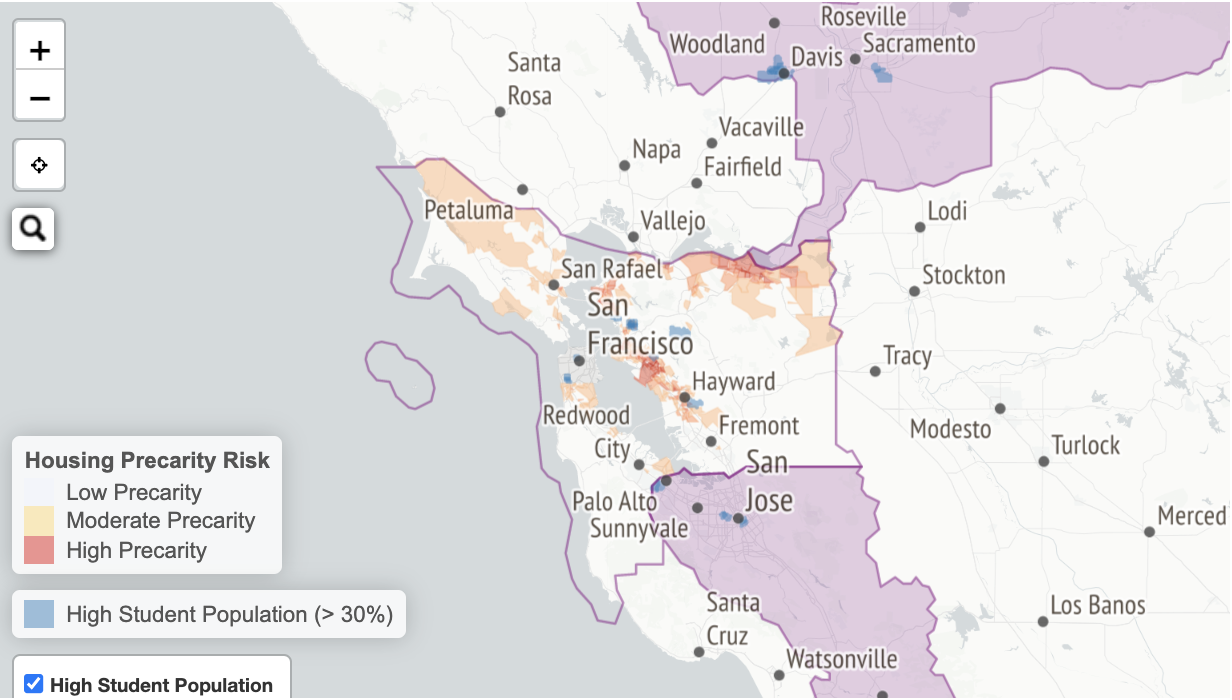 +
−
Roseville
Woodland
Davis
Sacramento
Santa
Rosa
Vacaville
Napa
Fairfield
Petaluma
Vallejo
Lodi
San Rafael
Stockton
San
Francisco
Tracy
Hayward
Redwood
City
Fremont
Modesto
Turlock
San
Jose
Palo Alto
Sunnyvale
Merced
Santa
Cruz
Los Banos
Watsonville
Housing Precarity Risk
Low Precarity
Moderate Precarity
High Precarity
High Student Population (> 30%)
High Student Population